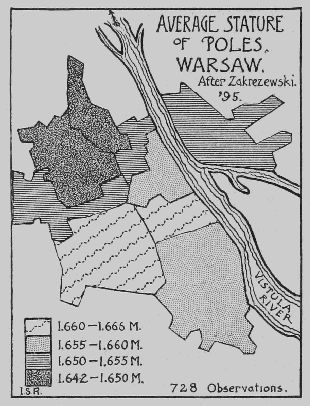 AVERAGE STATURE
OF POLES.
WARSAW.
After Zakrezewski.
'95.
VISTULA
RIVER.
1.660–1.666 M.
1.655–1.660 M.
1.650–1.655 M.
1.642–1.650 M.
I.S.R.
728 Observations.